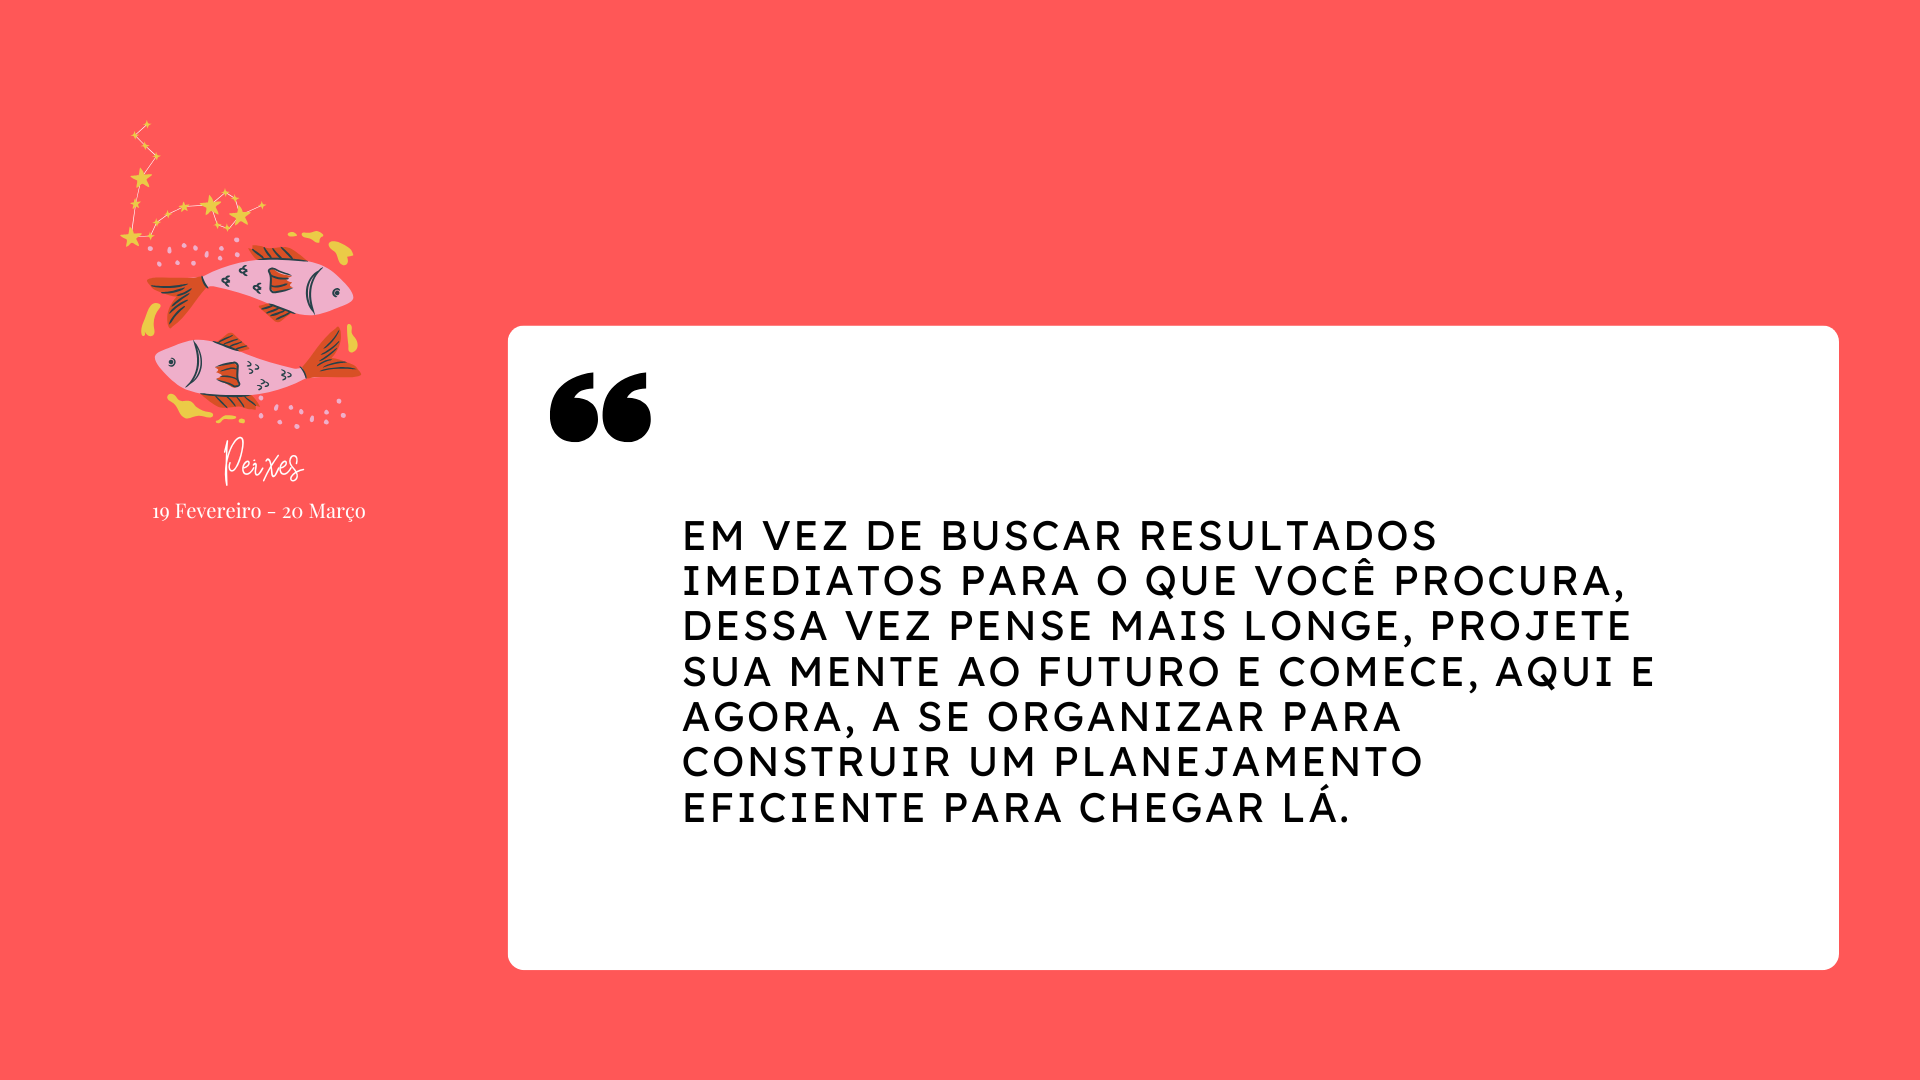 Peixes
19 Fevereiro - 20 Março
EM VEZ DE BUSCAR RESULTADOS
IMEDIATOS PARA O QUE VOCÊ PROCURA,
DESSA VEZ PENSE MAIS LONGE, PROJETE
SUA MENTE AO FUTURO E COMECE, AQUI E
AGORA, A SE ORGANIZAR PARA
CONSTRUIR UM PLANEJAMENTO
EFICIENTE PARA CHEGAR LÁ.